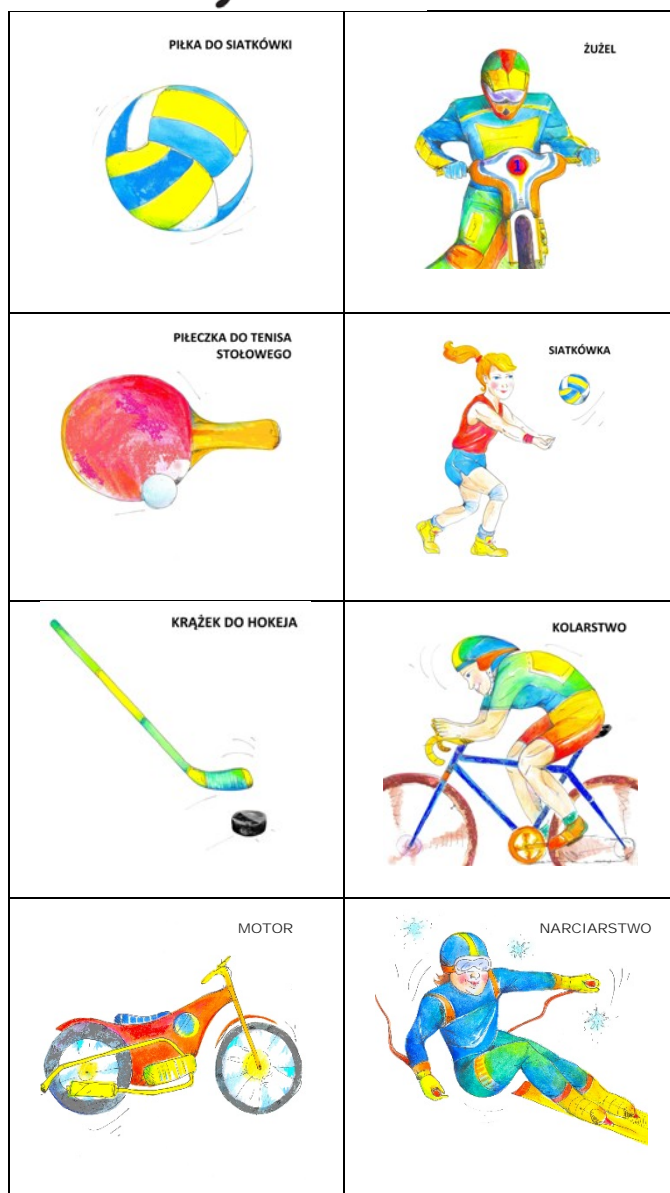 PIŁKA DO SIATKÓWKI
ŻUŻEL
1
PIŁECZKA DO TENISA
STOŁOWEGO
SIATKÓWKA
KRĄŻEK DO HOKEJA
KOLARSTWO
MOTOR
NARCIARSTWO